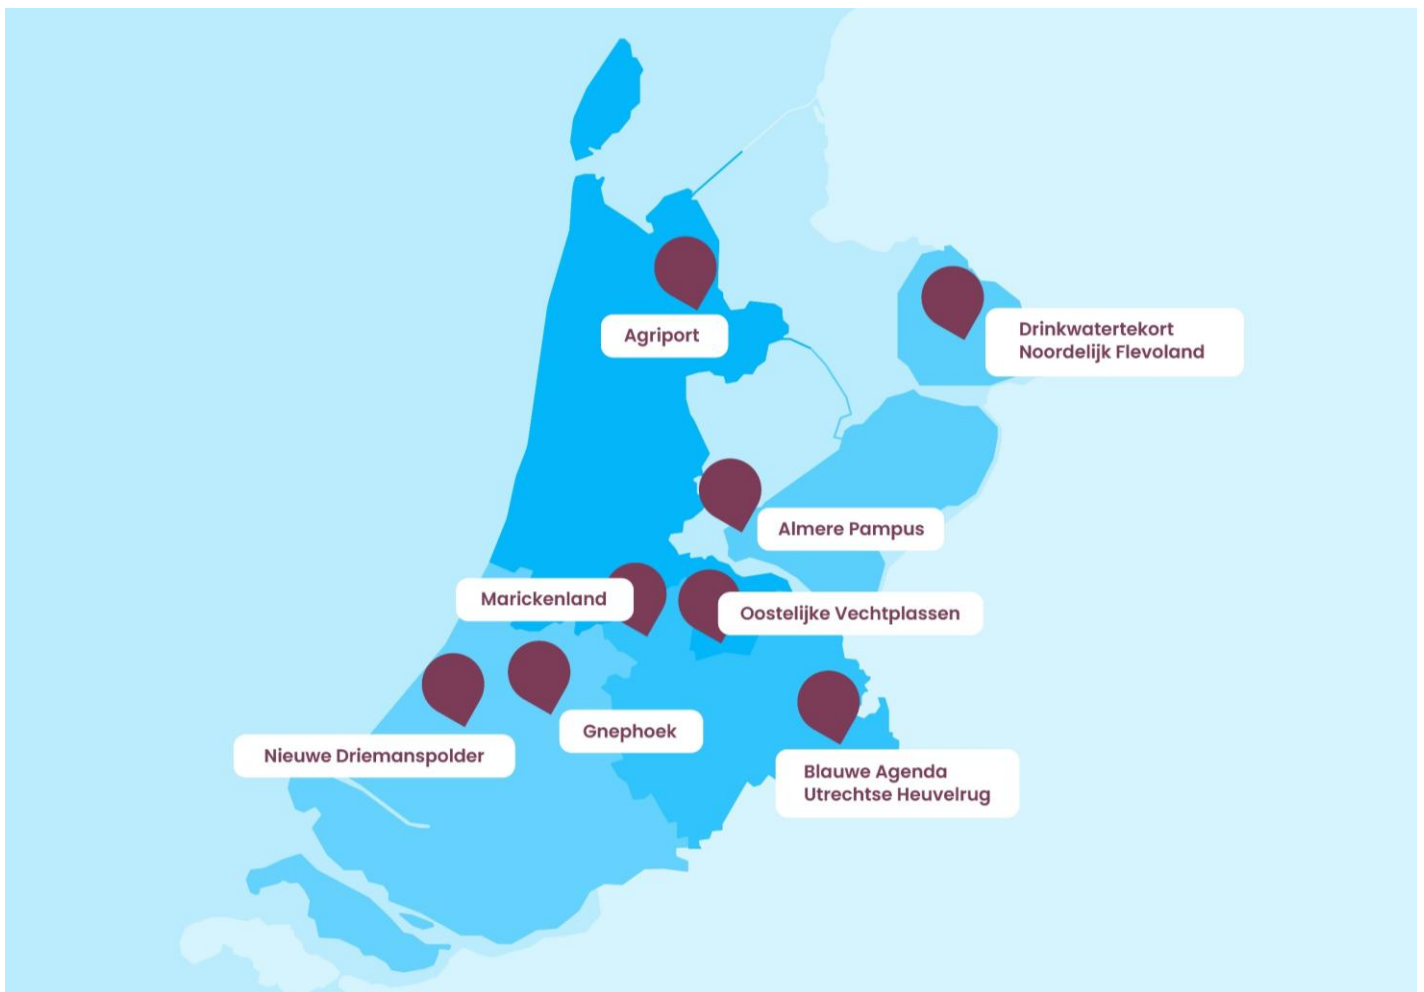 Agriport
Drinkwatertekort
Noordelijk Flevoland
Almere Pampus
Marickenland
Oostelijke Vechtplassen
Gnephoek
Nieuwe Driemanspolder
Blauwe Agenda
Utrechtse Heuvelrug